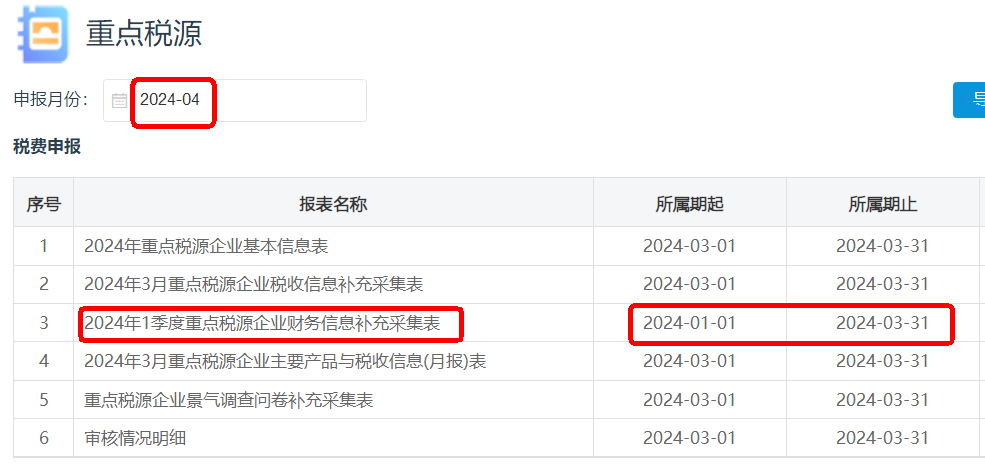 重点税源
申报月份: 2024-04
税费申报
序号 报表名称 所属期起 所属期止
1 2024年重点税源企业基本信息表 2024-03-01 2024-03-31
2 2024年3月重点税源企业税收信息补充采集表 2024-03-01 2024-03-31
3 2024年1季度重点税源企业财务信息补充采集表 2024-01-01 2024-03-31
4 2024年3月重点税源企业主要产品与税收信息(月报)表 2024-03-01 2024-03-31
5 重点税源企业景气调查问卷补充采集表 2024-03-01 2024-03-31
6 审核情况明细 2024-03-01 2024-03-31